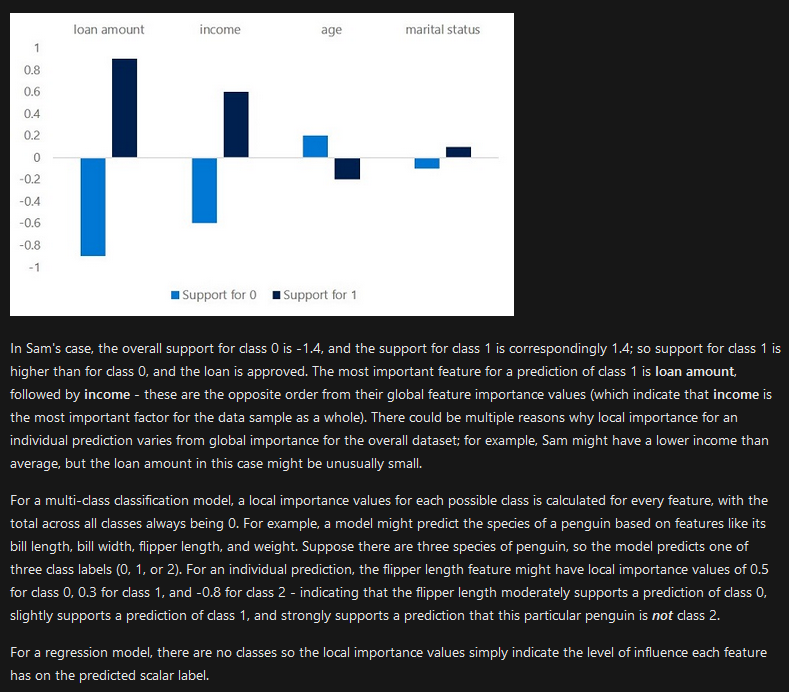 loan amount income age marital status
1
0.8
0.6
0.4
0.2
0
-0.2
-0.4
-0.6
-0.8
-1
Support for 0 Support for 1
In Sam's case, the overall support for class 0 is -1.4, and the support for class 1 is correspondingly 1.4; so support for class 1 is
higher than for class 0, and the loan is approved. The most important feature for a prediction of class 1 is loan amount,
followed by income - these are the opposite order from their global feature importance values (which indicate that income is
the most important factor for the data sample as a whole). There could be multiple reasons why local importance for an
individual prediction varies from global importance for the overall dataset; for example, Sam might have a lower income than
average, but the loan amount in this case might be unusually small.
For a multi-class classification model, a local importance values for each possible class is calculated for every feature, with the
total across all classes always being 0. For example, a model might predict the species of a penguin based on features like its
bill length, bill width, flipper length, and weight. Suppose there are three species of penguin, so the model predicts one of
three class labels (0, 1, or 2). For an individual prediction, the flipper length feature might have local importance values of 0.5
for class 0, 0.3 for class 1, and -0.8 for class 2 - indicating that the flipper length moderately supports a prediction of class 0,
slightly supports a prediction of class 1, and strongly supports a prediction that this particular penguin is not class 2.
For a regression model, there are no classes so the local importance values simply indicate the level of influence each feature
has on the predicted scalar label.